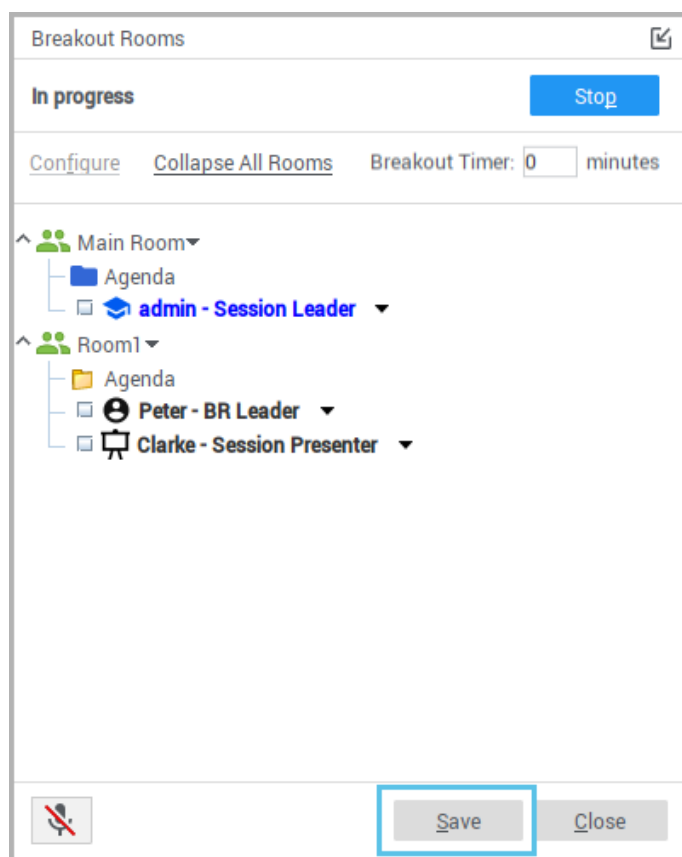 Breakout Rooms
In progress
Stop
Configure Collapse All Rooms Breakout Timer: 0 minutes
Main Room
Agenda
admin - Session Leader
Room1
Agenda
Peter - BR Leader
Clarke - Session Presenter
Save Close